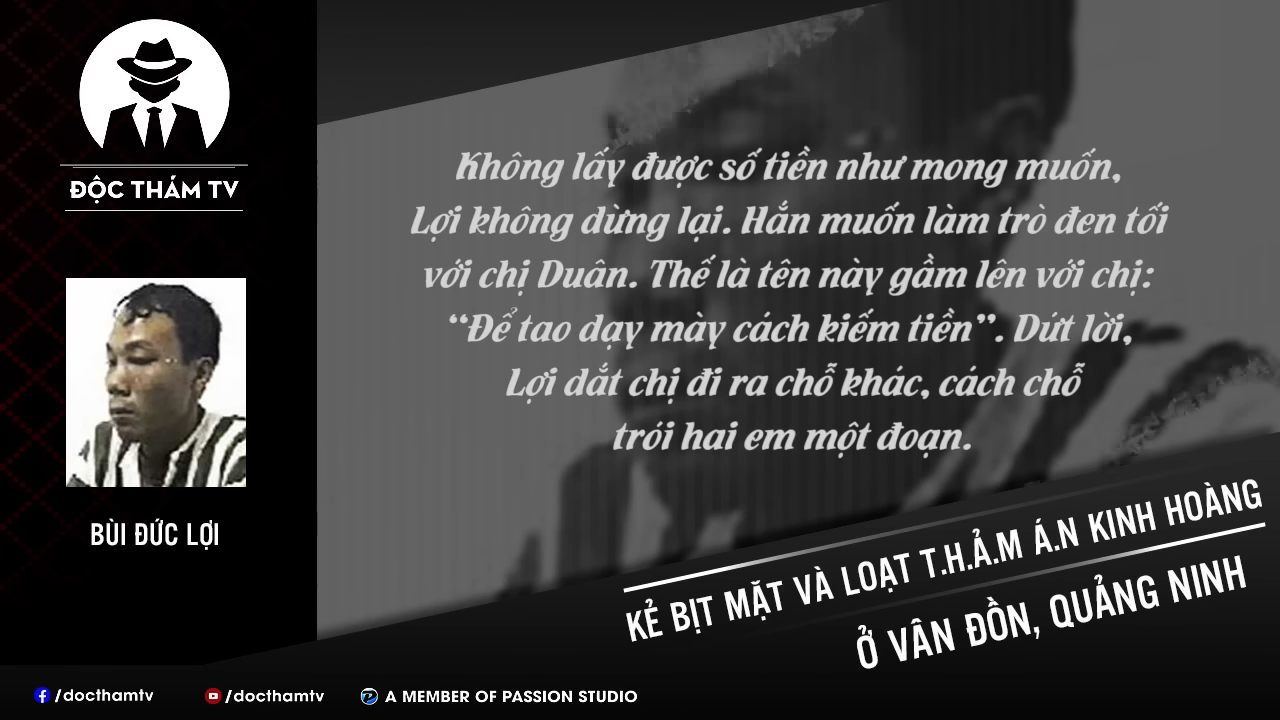 ĐỘC THÁM TV
BÙI ĐỨC LỢI
Không lấy được số tiền như mong muốn,
Lợi không dừng lại. Hắn muốn làm trò đen tối
với chị Duân. Thế là tên này gầm lên với chị:
“Để tao dạy mày cách kiếm tiền”. Dứt lời,
Lợi dắt chị đi ra chỗ khác, cách chỗ
trói hai em một đoạn.
KẺ BỊT MẶT VÀ LOẠT T.H.Ả.M Á.N KINH HOÀNG
Ở VÂN ĐỒN, QUẢNG NINH
/docthamtv
/docthamtv
A MEMBER OF PASSION STUDIO